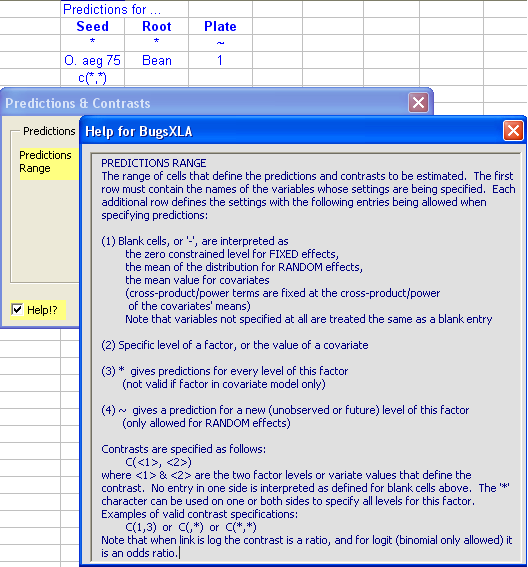 Predictions for ...
Seed Root Plate
* * ~
O. aeg 75 Bean 1
c(*,*)
Predictions & Contrasts
Predictions
Predictions
Range
Help!?
Help for BugsXLA
PREDICTIONS RANGE
The range of cells that define the predictions and contrasts to be estimated. The first
row must contain the names of the variables whose settings are being specified. Each
additional row defines the settings with the following entries being allowed when
specifying predictions:
(1) Blank cells, or '-', are interpreted as
the zero constrained level for FIXED effects,
the mean of the distribution for RANDOM effects,
the mean value for covariates
(cross-product/power terms are fixed at the cross-product/power
of the covariates' means)
Note that variables not specified at all are treated the same as a blank entry
(2) Specific level of a factor, or the value of a covariate
(3) * gives predictions for every level of this factor
(not valid if factor in covariate model only)
(4) ~ gives a prediction for a new (unobserved or future) level of this factor
(only allowed for RANDOM effects)
Contrasts are specified as follows:
C(<1>, <2>)
where <1> & <2> are the two factor levels or variate values that define the
contrast. No entry in one side is interpreted as defined for blank cells above. The '*'
character can be used on one or both sides to specify all levels for this factor.
Examples of valid contrast specifications:
C(1,3) or C(,*) or C(*,*)
Note that when link is log the contrast is a ratio, and for logit (binomial only allowed) it
is an odds ratio.